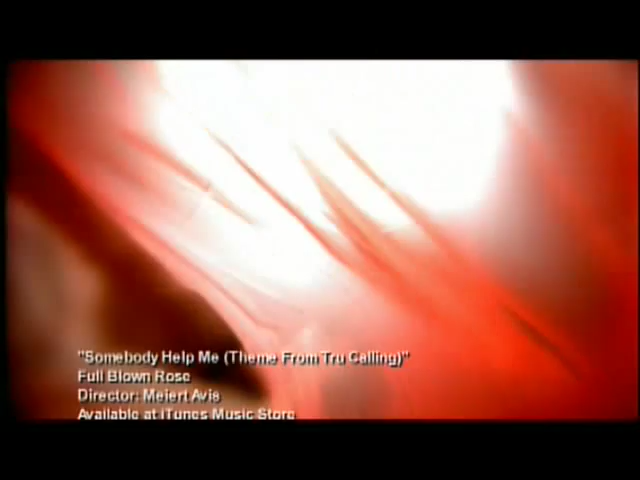 "Somebody Help Me (Theme From Tru Calling)"
Full Blown Rose
Director: Meiert Avis
Available at iTunes Music Store